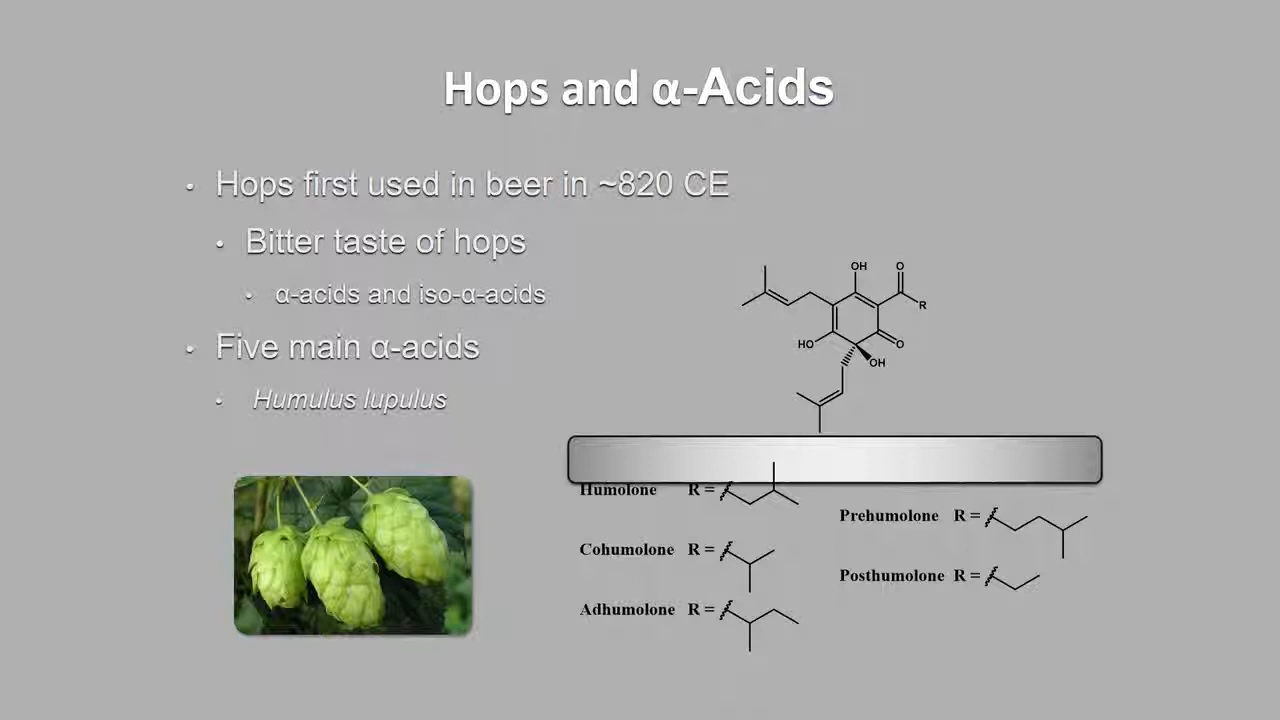 Hops and α-Acids
• Hops first used in beer in ~820 CE
• Bitter taste of hops
• α-acids and iso-α-acids
• Five main α-acids
• Humulus lupulus
OH O
R
HO O
OH
Humolone R =
Cohumolone R =
Adhumolone R =
Prehumolone R =
Posthumolone R =